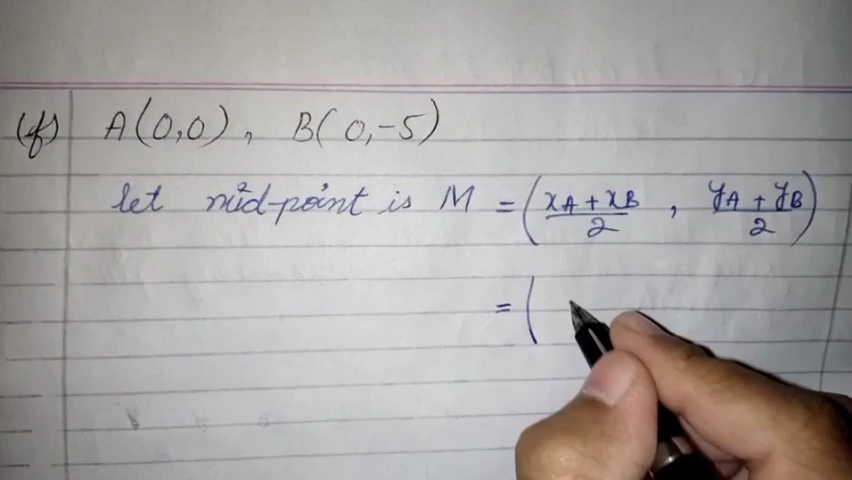 (f) A(0,0), B(0,-5)
let mid-point is M = (xA + xB / 2 , yA + yB / 2)
= (